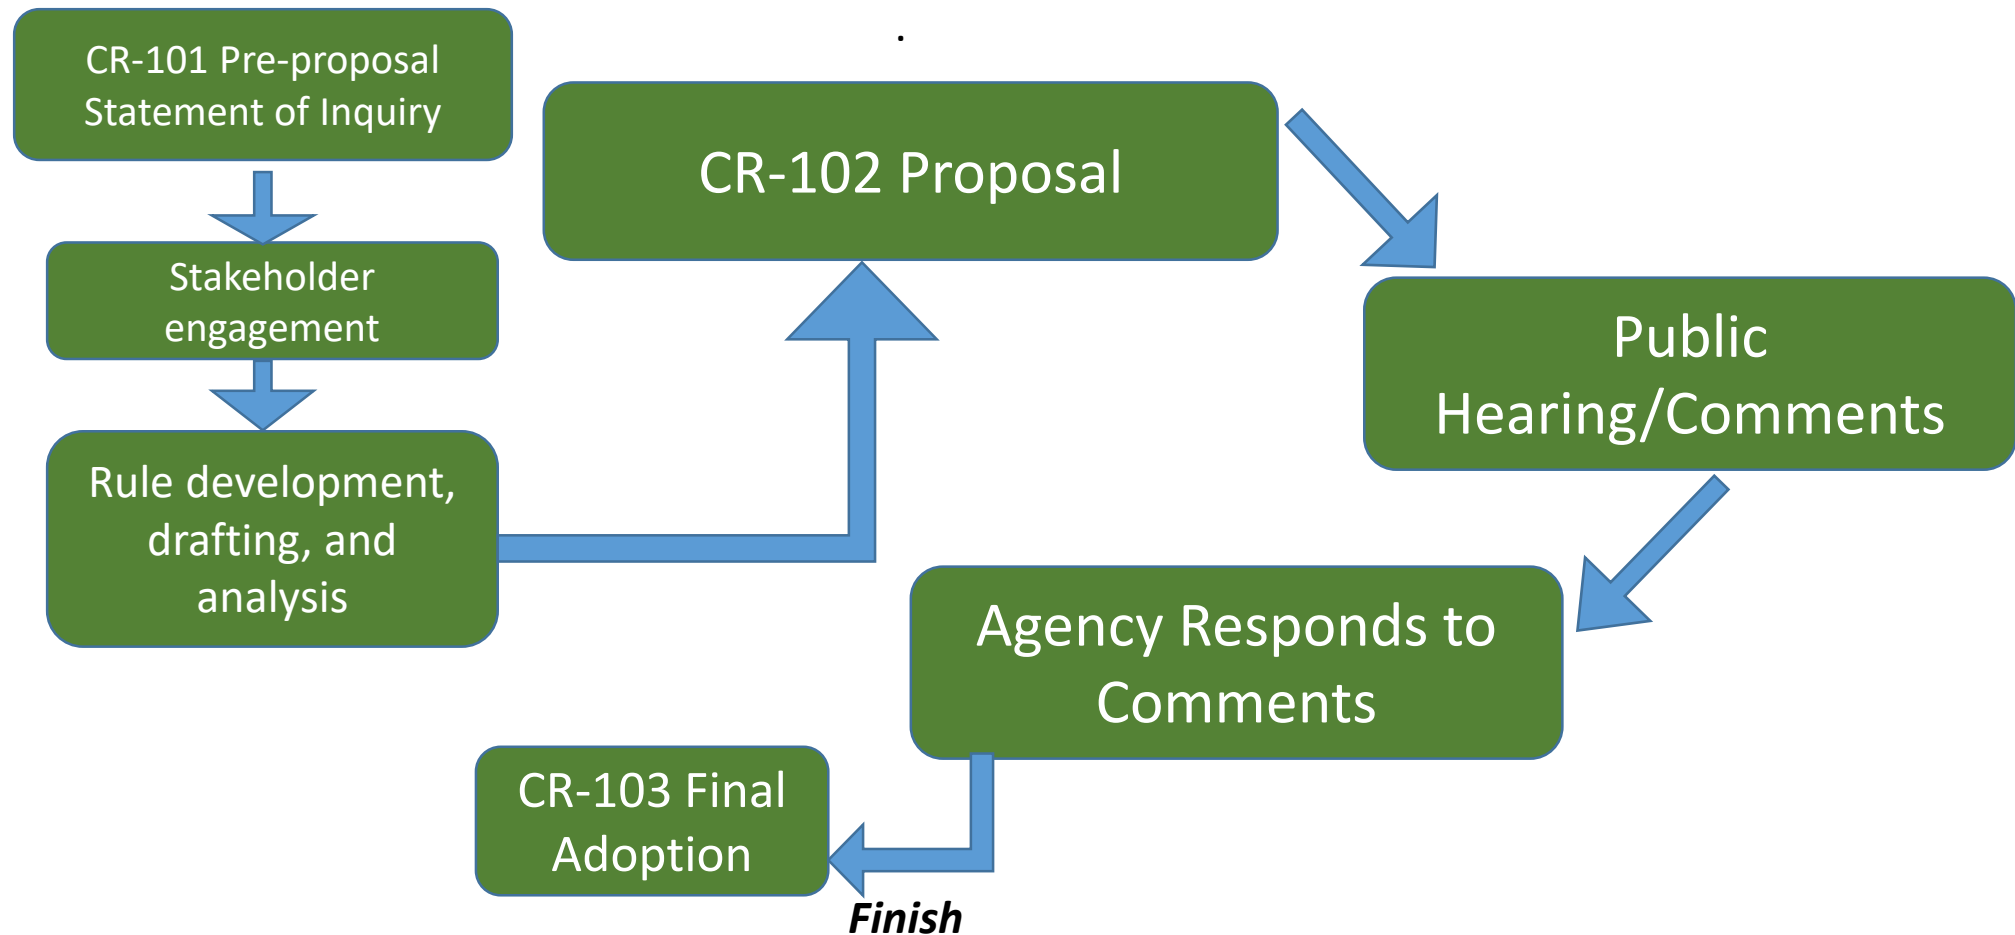 CR-101 Pre-proposal
Statement of Inquiry
Stakeholder
engagement
Rule development,
drafting, and
analysis
.
CR-102 Proposal
Public
Hearing/Comments
Agency Responds to
Comments
CR-103 Final
Adoption
Finish